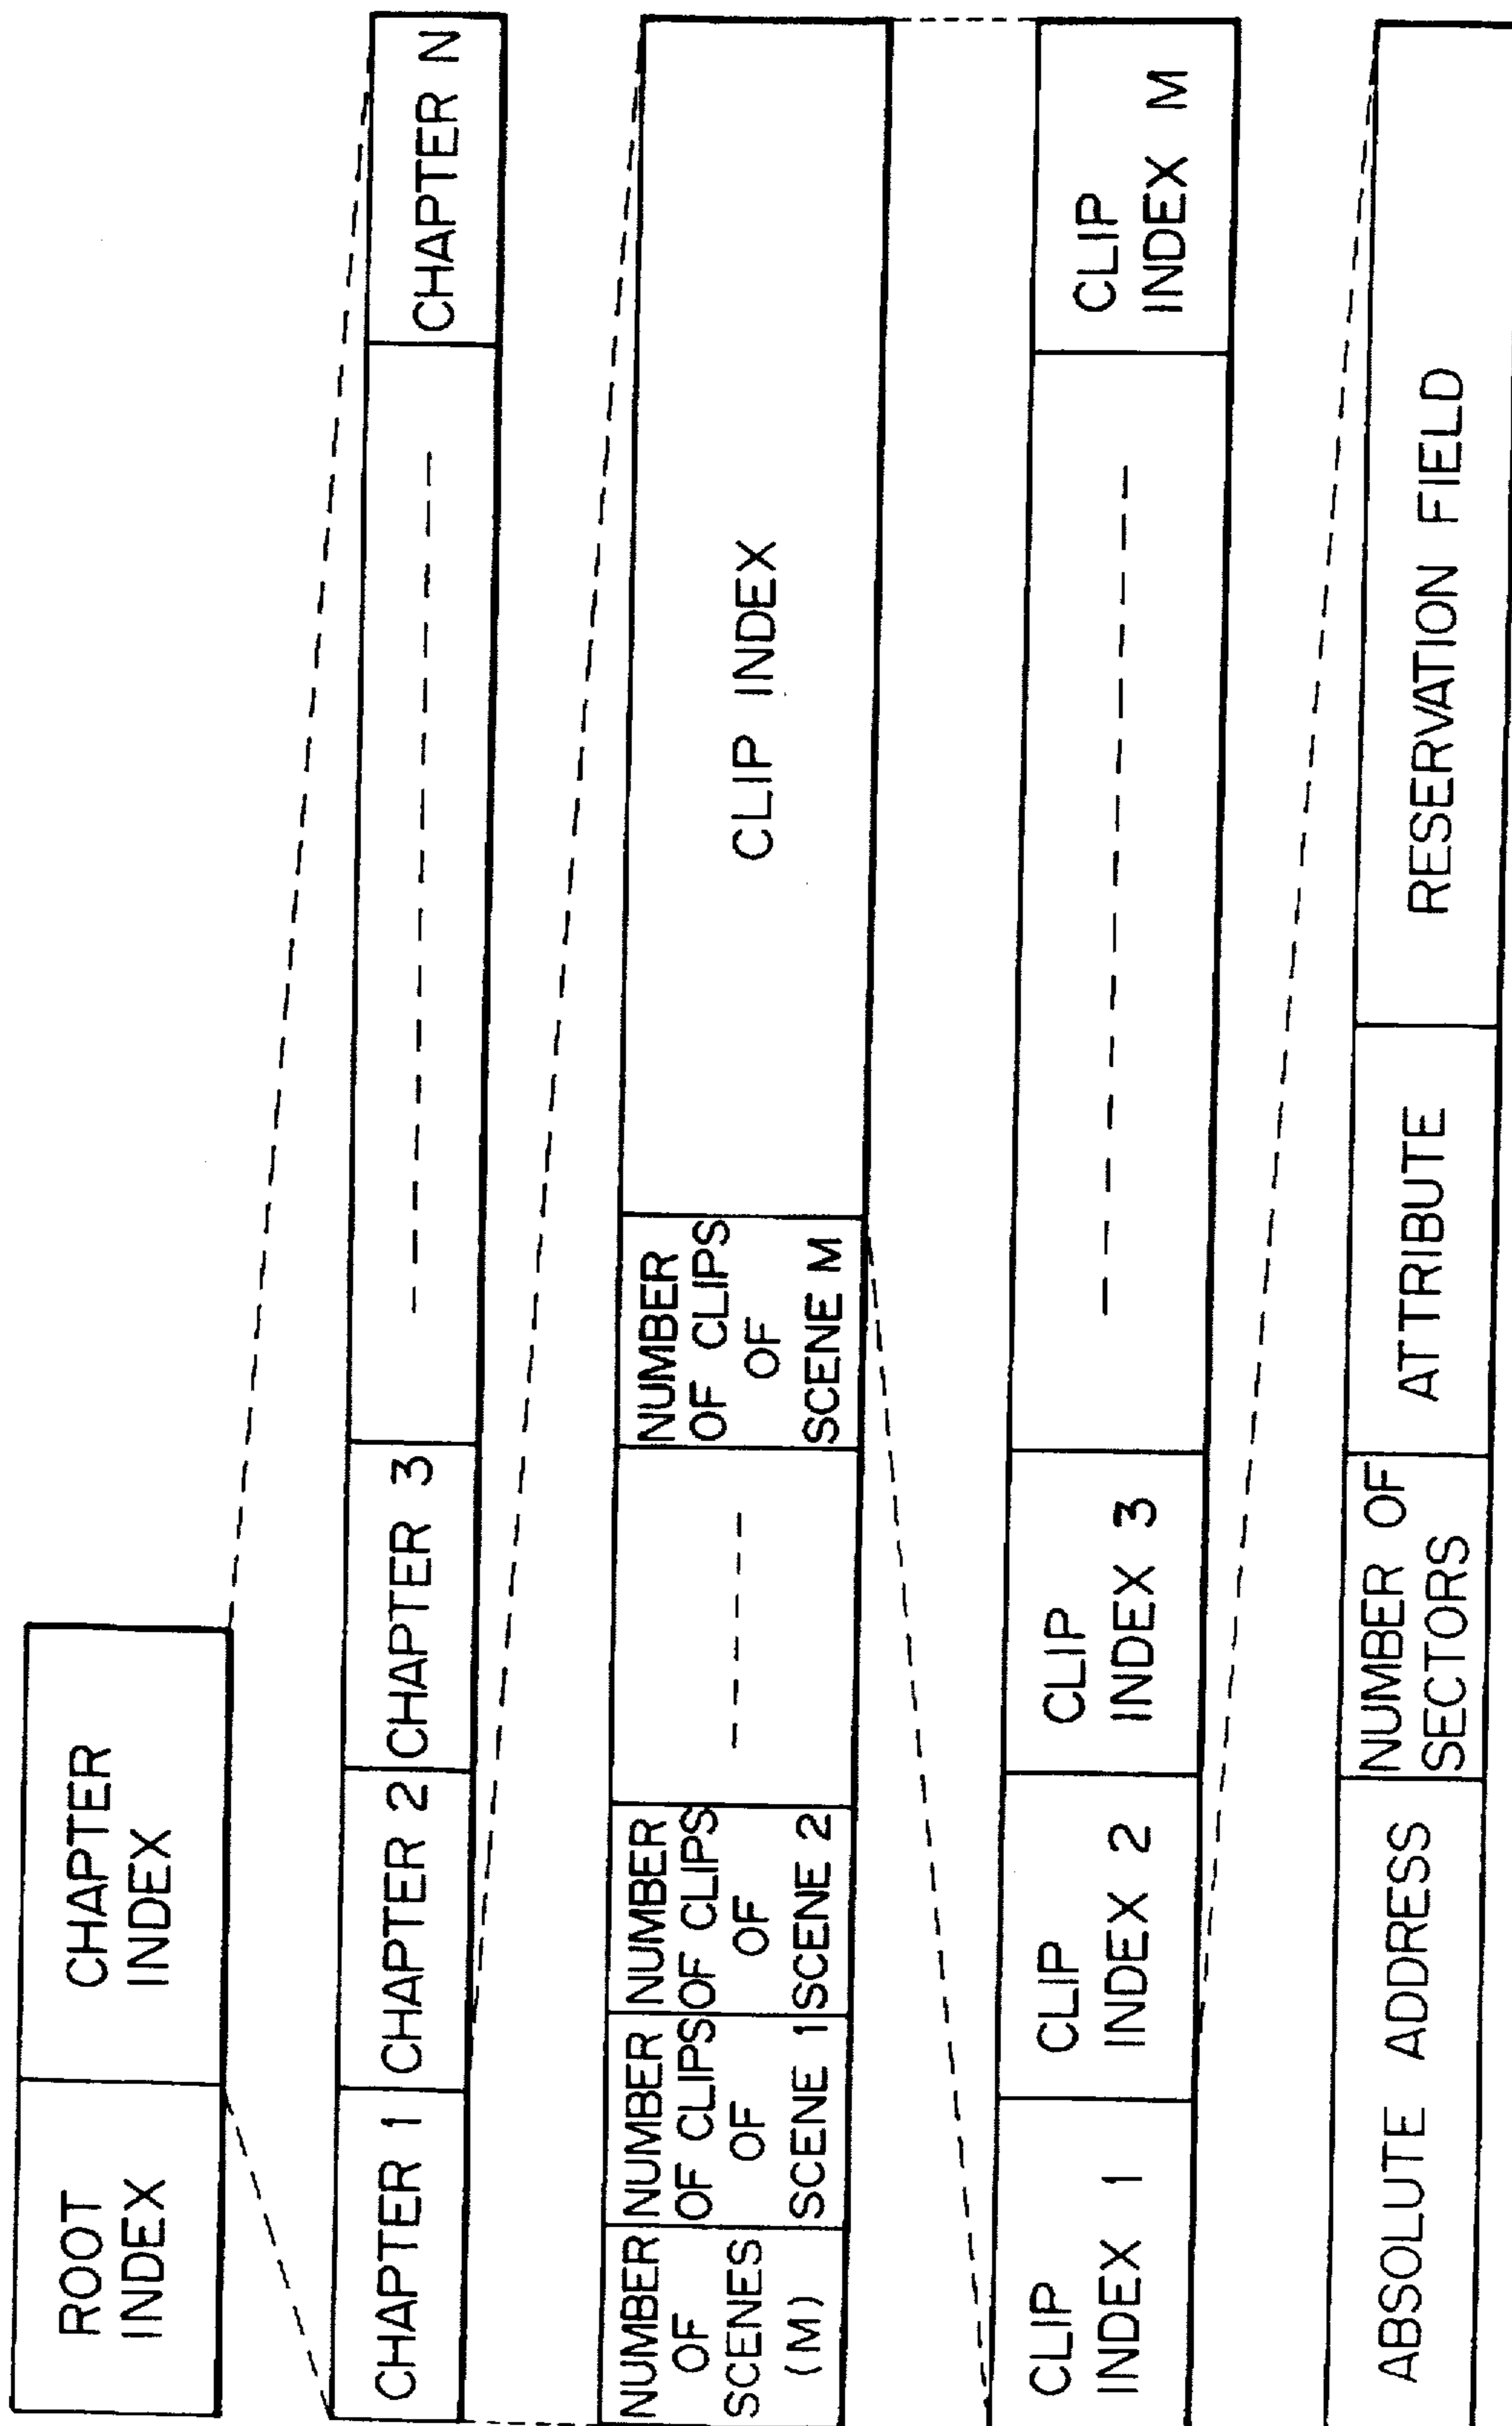 ROOT
INDEX
CHAPTER
INDEX
CHAPTER 1
CHAPTER 2
CHAPTER 3
CHAPTER N
NUMBER
OF
SCENES
(M)
NUMBER
OF CLIPS
OF
SCENE 1
NUMBER
OF CLIPS
OF
SCENE 2
NUMBER
OF CLIPS
OF
SCENE M
CLIP INDEX
CLIP
INDEX 1
CLIP
INDEX 2
CLIP
INDEX 3
CLIP
INDEX M
ABSOLUTE ADDRESS
NUMBER OF
SECTORS
ATTRIBUTE
RESERVATION FIELD